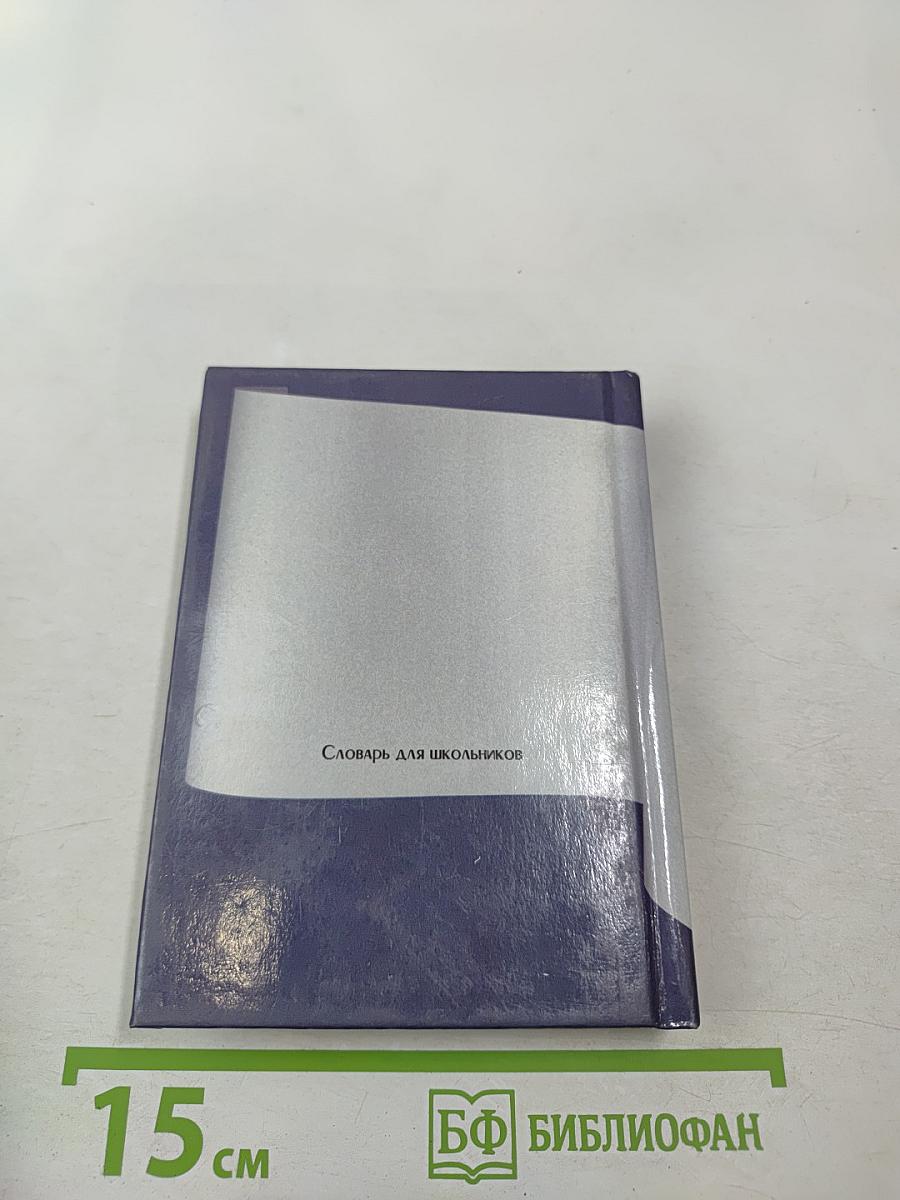 Словарь для школьников
15 см
БФ БИБЛИОФАН